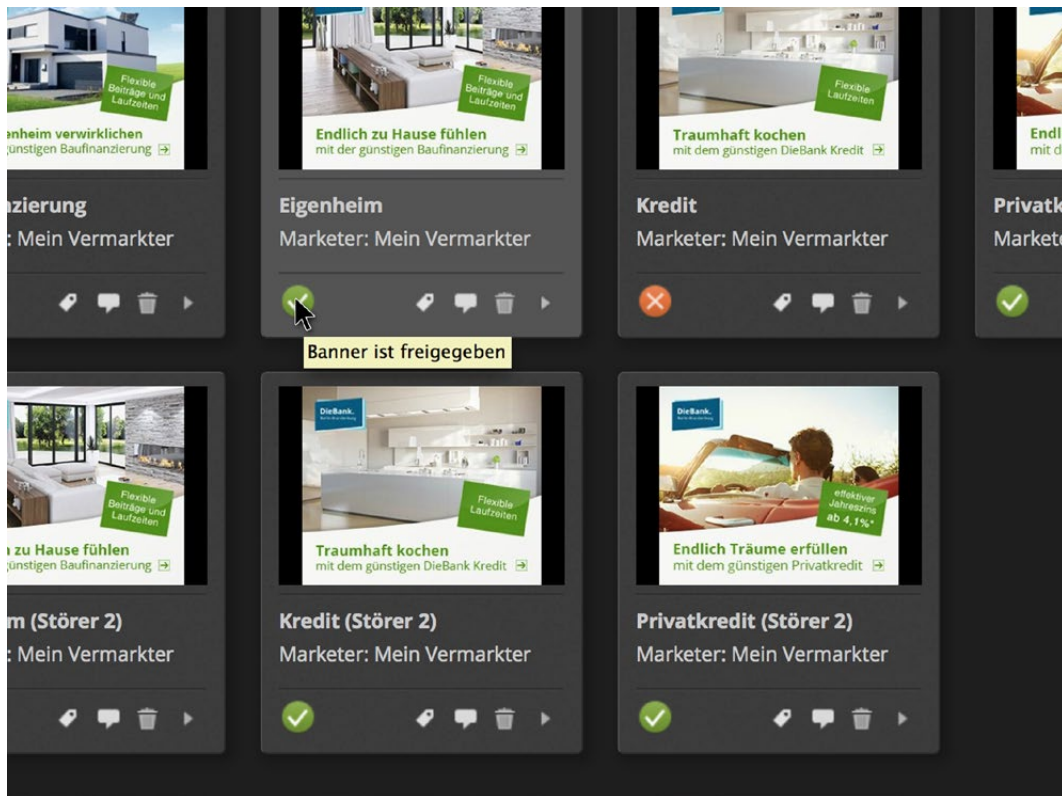 Flexible
Beiträge und
Laufzeiten
enheim verwirklichen
günstigen Baufinanzierung
nzierung
: Mein Vermarkter
Flexible
Beiträge und
Laufzeiten
Endlich zu Hause fühlen
mit der günstigen Baufinanzierung
Eigenheim
Marketer: Mein Vermarkter
Flexible
Laufzeiten
Traumhaft kochen
mit dem günstigen DieBank Kredit
Kredit
Marketer: Mein Vermarkter
Endl
mit d
Privatk
Markete
Banner ist freigegeben
Flexible
Beiträge und
Laufzeiten
n zu Hause fühlen
günstigen Baufinanzierung
m (Störer 2)
: Mein Vermarkter
DieBank.
Flexible
Laufzeiten
Traumhaft kochen
mit dem günstigen DieBank Kredit
Kredit (Störer 2)
Marketer: Mein Vermarkter
DieBank.
effektiver
Jahreszins
ab 4,1%*
Endlich Träume erfüllen
mit dem günstigen Privatkredit
Privatkredit (Störer 2)
Marketer: Mein Vermarkter